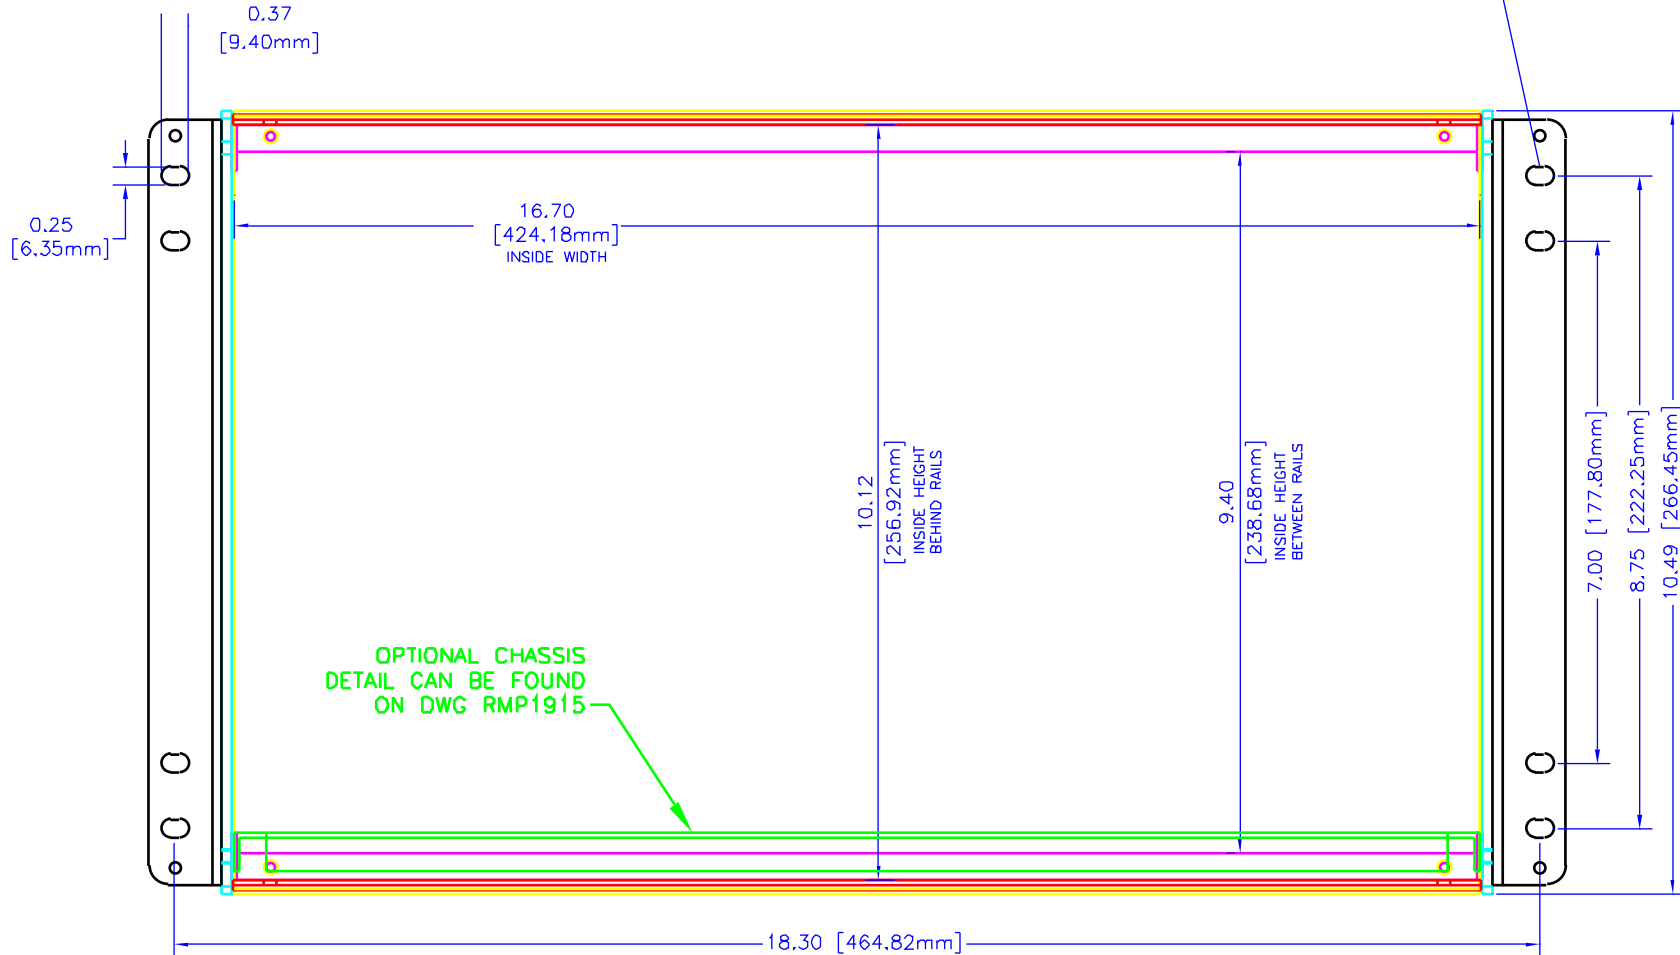 0.37
[9.40mm]
0.25
[6.35mm]
16.70
[424.18mm]
INSIDE WIDTH
10.12
[256.92mm]
INSIDE HEIGHT
BEHIND RAILS
9.40
[238.68mm]
INSIDE HEIGHT
BETWEEN RAILS
7.00 [177.80mm]
8.75 [222.25mm]
10.49 [266.45mm]
OPTIONAL CHASSIS
DETAIL CAN BE FOUND
ON DWG RMP1915
18.30 [464.82mm]